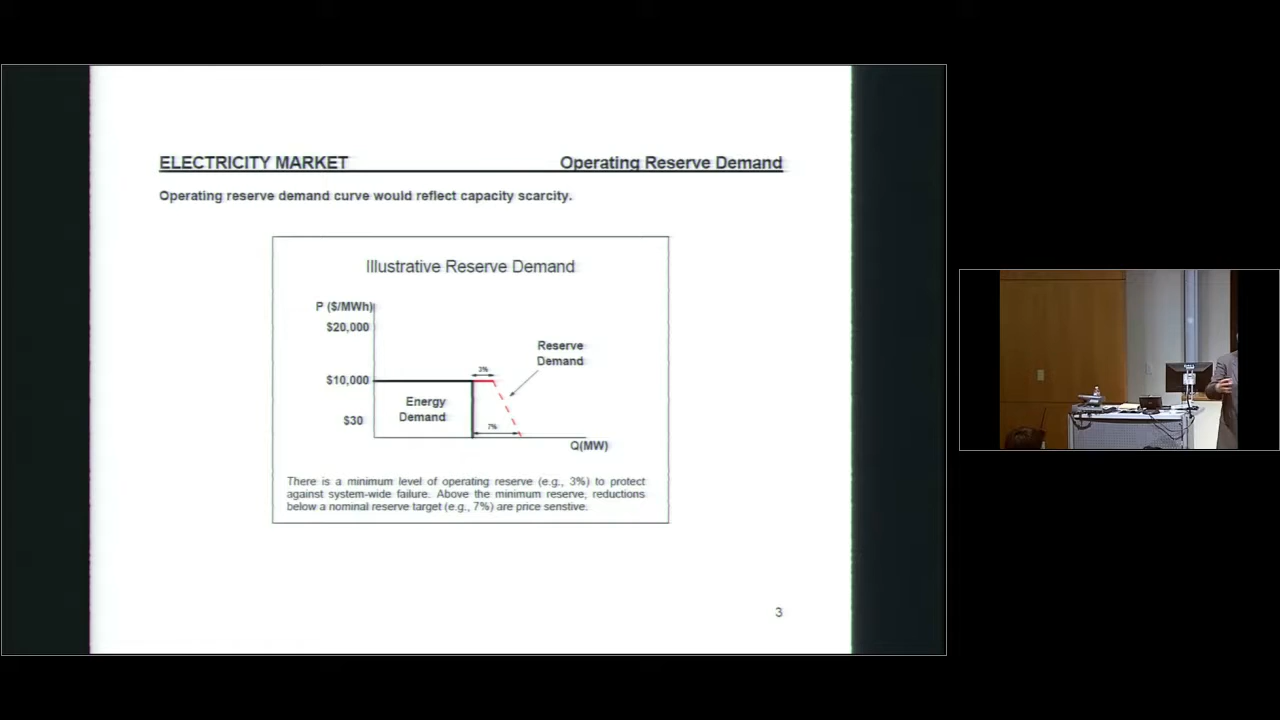 ELECTRICITY MARKET Operating Reserve Demand
Operating reserve demand curve would reflect capacity scarcity.
Illustrative Reserve Demand
P ($/MWh)
$20,000
Reserve
Demand
3%
$10,000
Energy
Demand
$30
7%
Q(MW)
There is a minimum level of operating reserve (e.g., 3%) to protect
against system-wide failure. Above the minimum reserve, reductions
below a nominal reserve target (e.g., 7%) are price senstive.
3